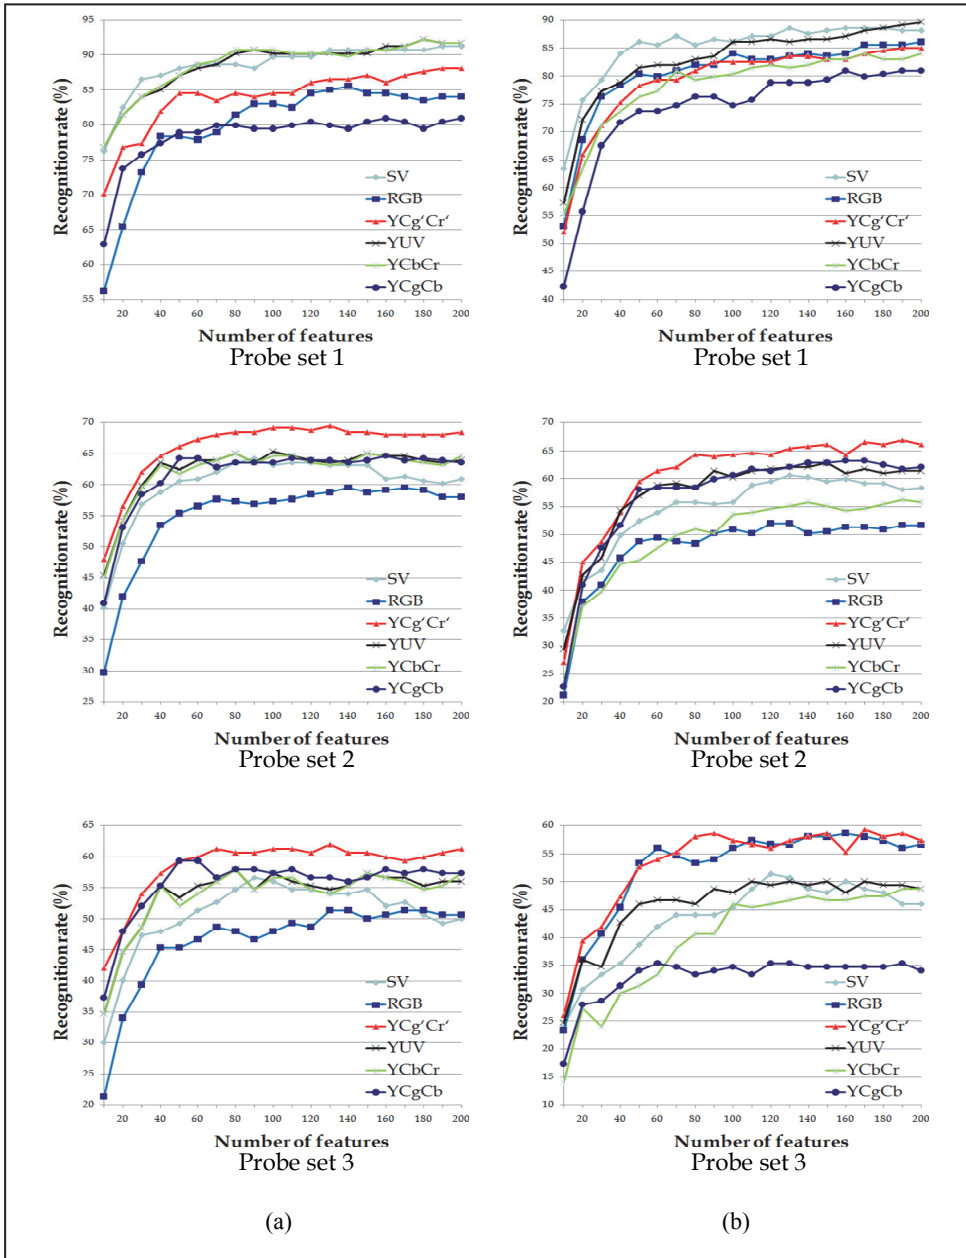 Recognition rate (%)
95
90
85
80
75
70
65
60
55
SV
RGB
YCg'Cr'
YUV
YCbCr
YCgCb
20 40 60 80 100 120 140 160 180 200
Number of features
Probe set 1
Recognition rate (%)
90
85
80
75
70
65
60
55
50
45
40
SV
RGB
YCg'Cr'
YUV
YCbCr
YCgCb
20 40 60 80 100 120 140 160 180 200
Number of features
Probe set 1
Recognition rate (%)
70
65
60
55
50
45
40
35
30
25
SV
RGB
YCg'Cr'
YUV
YCbCr
YCgCb
20 40 60 80 100 120 140 160 180 200
Number of features
Probe set 2
Recognition rate (%)
70
65
60
55
50
45
40
35
30
25
20
SV
RGB
YCg'Cr'
YUV
YCbCr
YCgCb
20 40 60 80 100 120 140 160 180 200
Number of features
Probe set 2
Recognition rate (%)
65
60
55
50
45
40
35
30
25
20
SV
RGB
YCg'Cr'
YUV
YCbCr
YCgCb
20 40 60 80 100 120 140 160 180 200
Number of features
Probe set 3
Recognition rate (%)
60
55
50
45
40
35
30
25
20
15
10
SV
RGB
YCg'Cr'
YUV
YCbCr
YCgCb
20 40 60 80 100 120 140 160 180 200
Number of features
Probe set 3
(a)
(b)